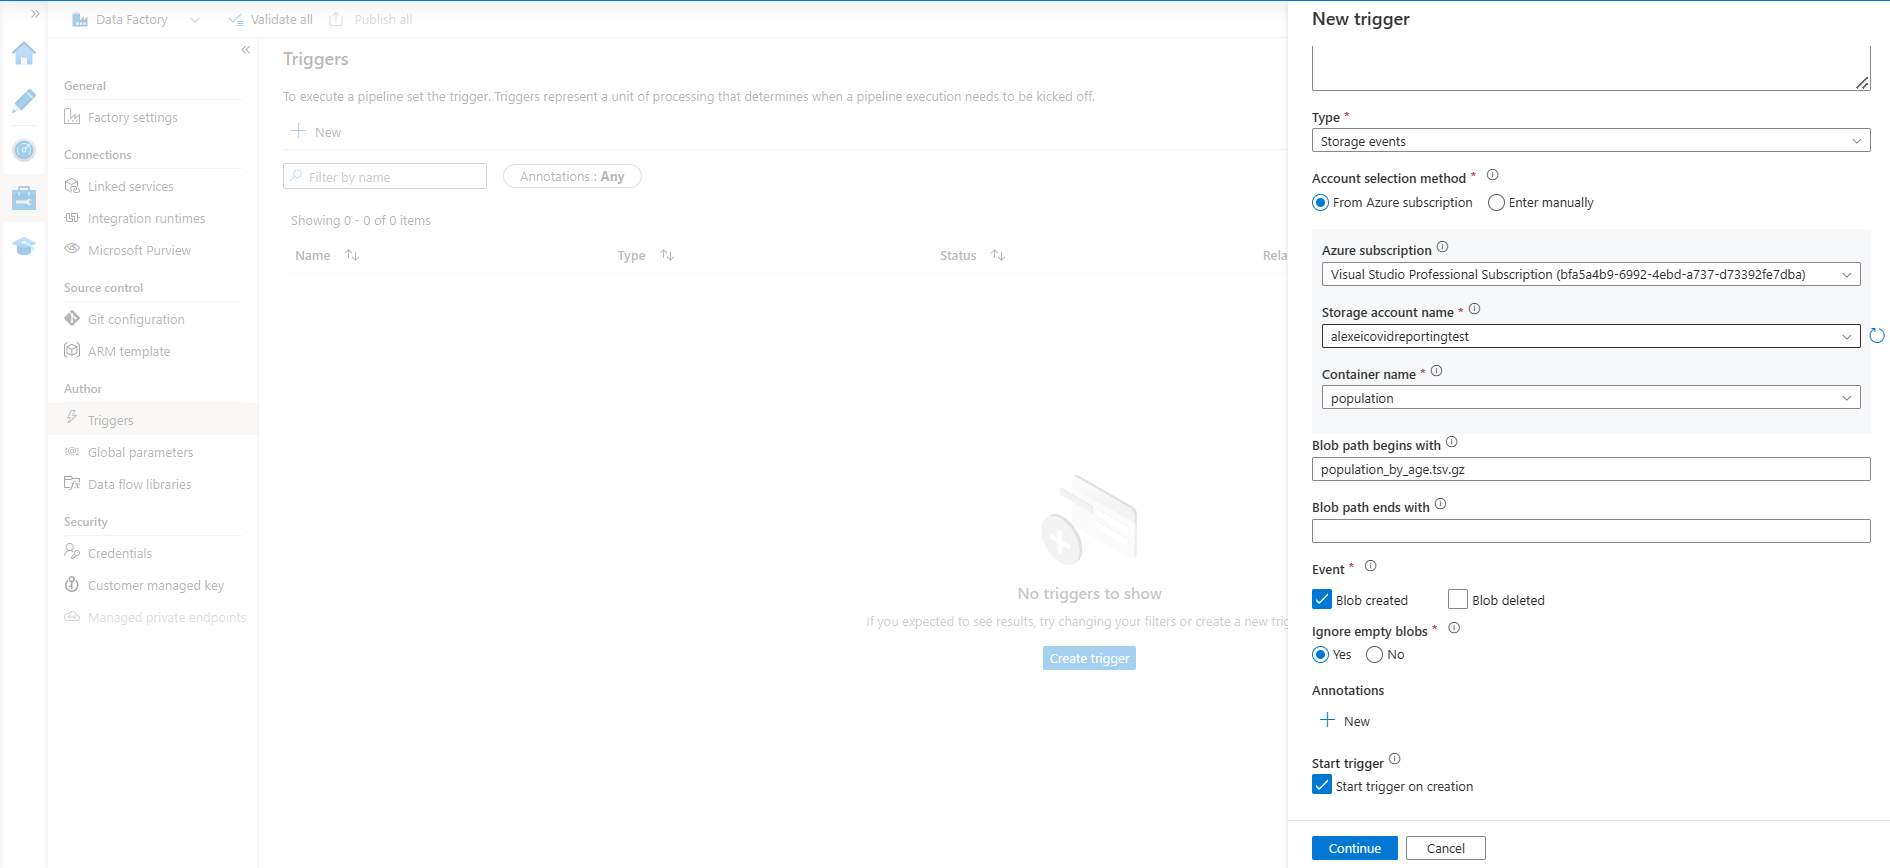 Data Factory
Validate all
Publish all
General
Factory settings
Connections
Linked services
Integration runtimes
Microsoft Purview
Source control
Git configuration
ARM template
Author
Triggers
Global parameters
Data flow libraries
Security
Credentials
Customer managed key
Managed private endpoints
Triggers
To execute a pipeline set the trigger. Triggers represent a unit of processing that determines when a pipeline execution needs to be kicked off.
New
Filter by name
Annotations : Any
Showing 0 - 0 of 0 items
Name Type Status Rela
No triggers to show
If you expected to see results, try changing your filters or create a new trig
Create trigger
New trigger
Type *
Storage events
Account selection method *
From Azure subscription Enter manually
Azure subscription
Visual Studio Professional Subscription (bfa5a4b9-6992-4ebd-a737-d73392fe7dba)
Storage account name *
alexeicovidreportingtest
Container name *
population
Blob path begins with
population_by_age.tsv.gz
Blob path ends with
Event *
Blob created Blob deleted
Ignore empty blobs *
Yes No
Annotations
New
Start trigger
Start trigger on creation
Continue Cancel